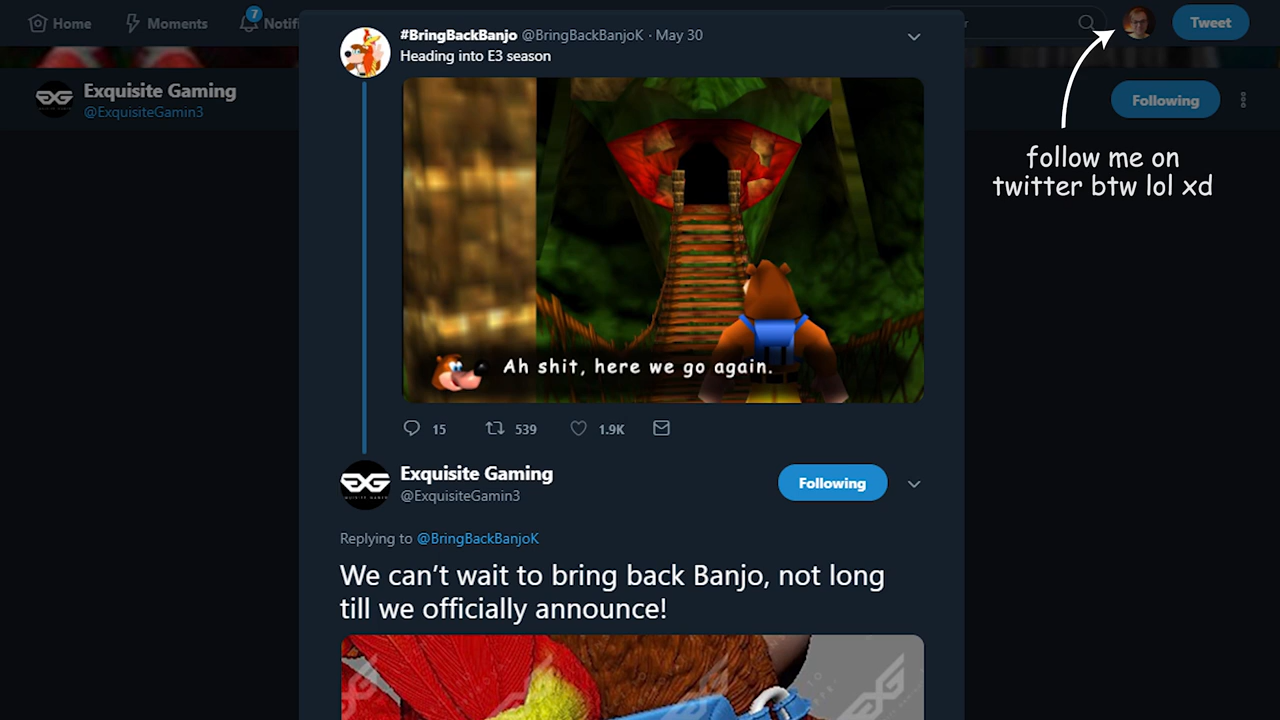 Home
Moments
7
Notifi
Tweet
#BringBackBanjo @BringBackBanjoK · May 30
Heading into E3 season
Exquisite Gaming
@ExquisiteGamin3
Following
follow me on
twitter btw lol xd
Ah shit, here we go again.
15
539
1.9K
Exquisite Gaming
@ExquisiteGamin3
Following
Replying to @BringBackBanjoK
We can’t wait to bring back Banjo, not long
till we officially announce!